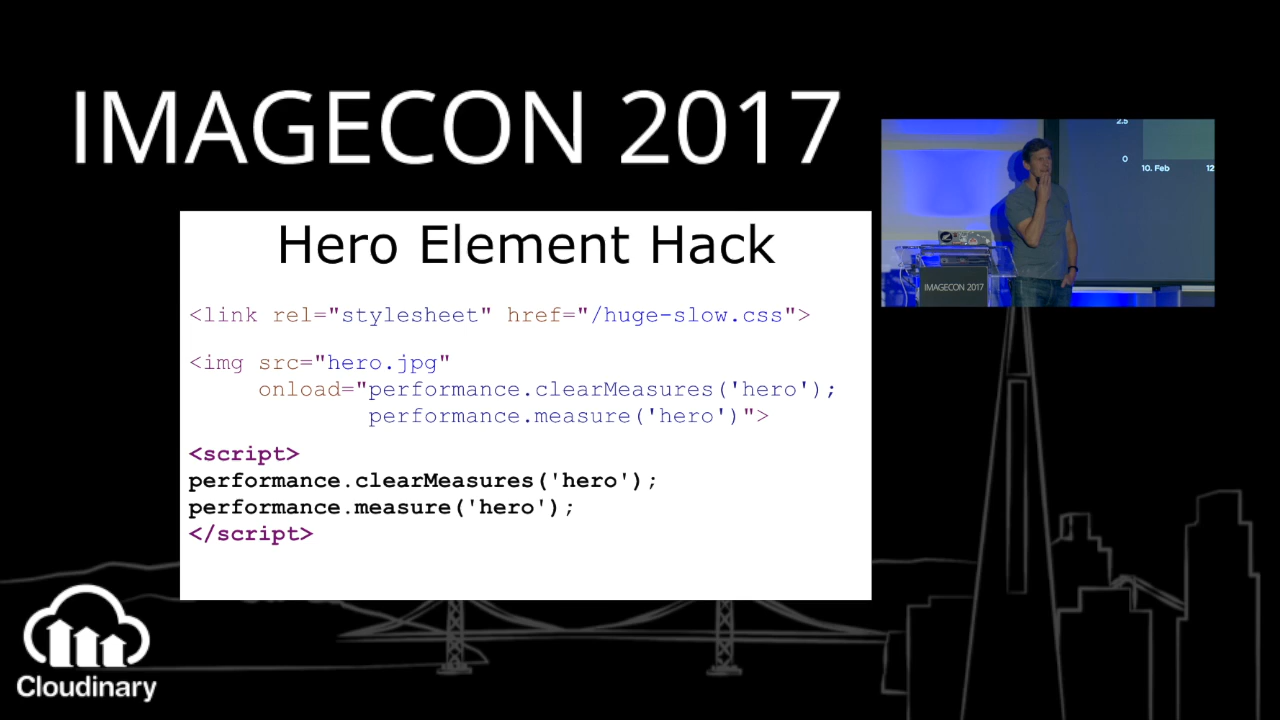 IMAGECON 2017
Hero Element Hack
<link rel="stylesheet" href="/huge-slow.css">
<img src="hero.jpg"
onload="performance.clearMeasures('hero');
performance.measure('hero')">
<script>
performance.clearMeasures('hero');
performance.measure('hero');
</script>
2.5
0
10. Feb
12
IMAGECON 2017
Cloudinary